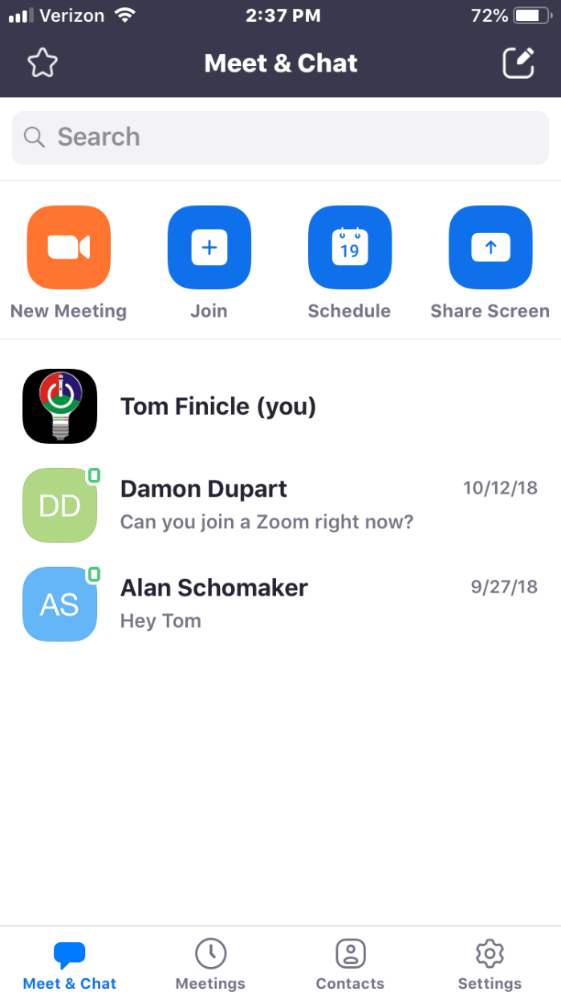 Verizon 2:37 PM 72%
Meet & Chat
Search
19
New Meeting Join Schedule Share Screen
Tom Finicle (you)
DD Damon Dupart 10/12/18
Can you join a Zoom right now?
AS Alan Schomaker 9/27/18
Hey Tom
Meet & Chat Meetings Contacts Settings